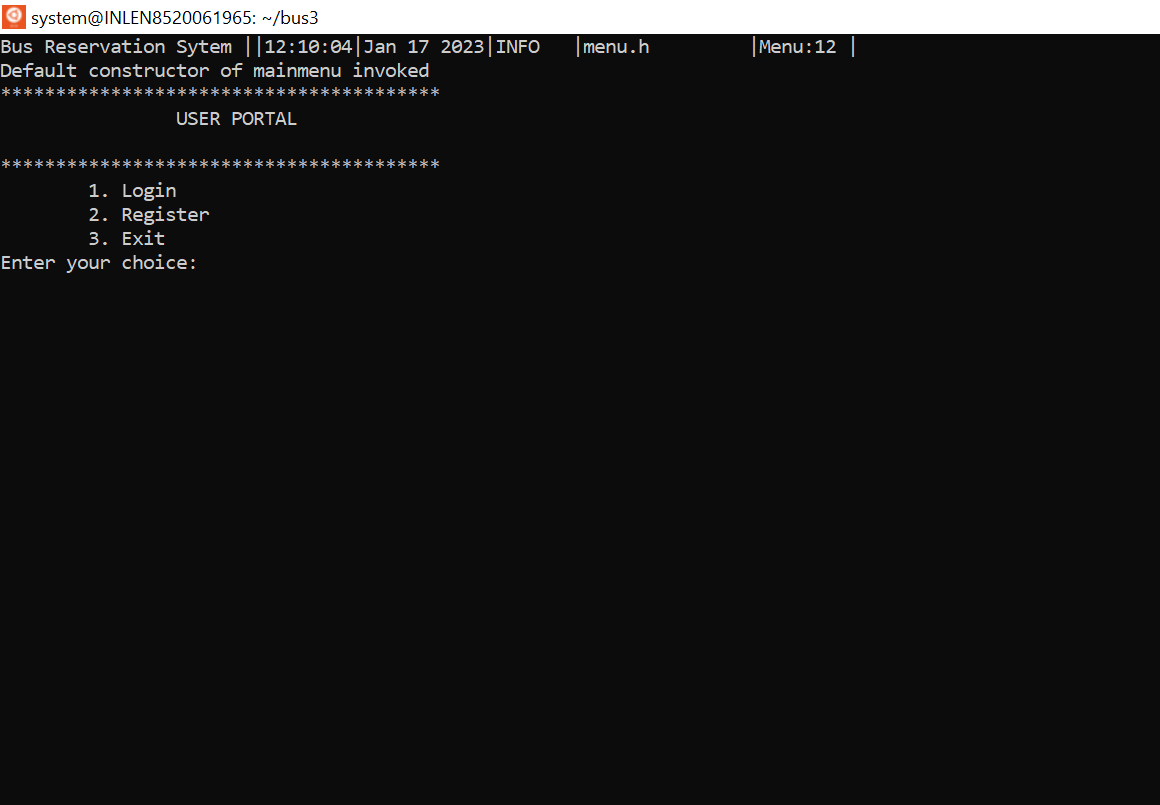 system@INLEN8520061965: ~/bus3
Bus Reservation Sytem ||12:10:04|Jan 17 2023|INFO   |menu.h         |Menu:12 |
Default constructor of mainmenu invoked
****************************************
                USER PORTAL
****************************************
        1. Login
        2. Register
        3. Exit
Enter your choice: